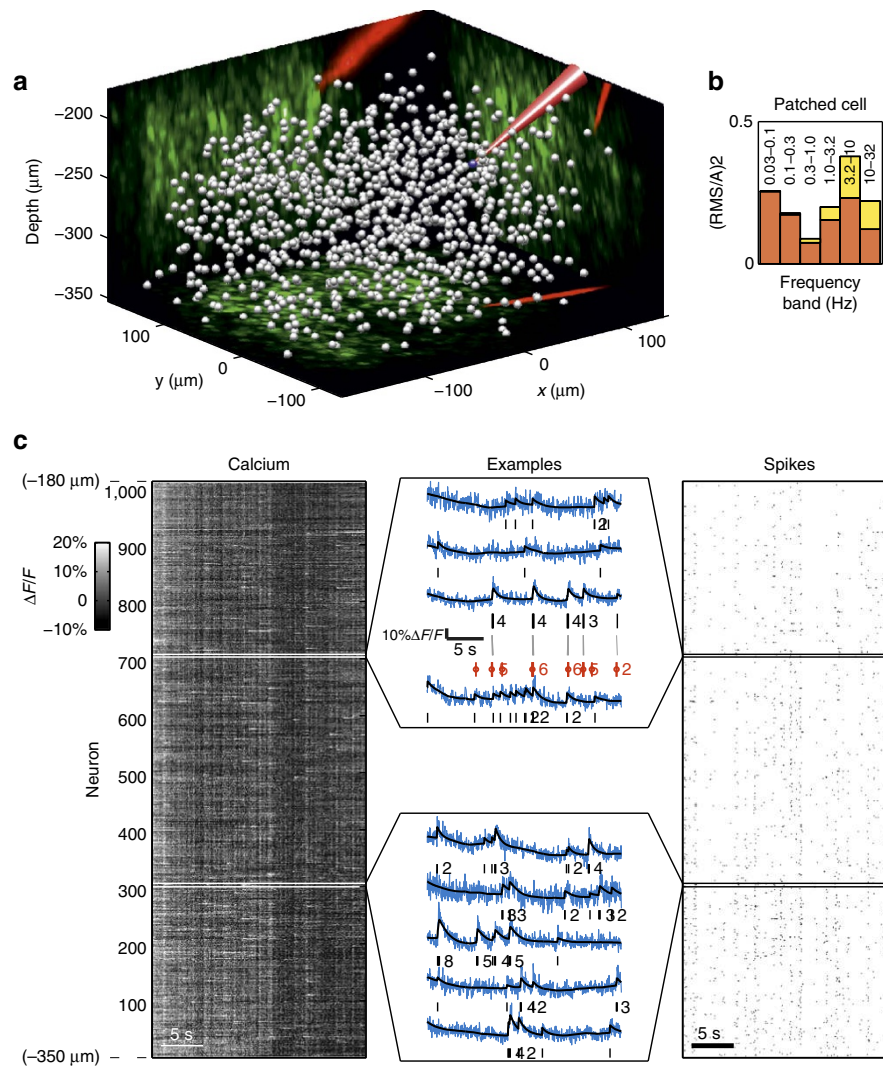 a
−200
−250
−300
−350
Depth (μm)
100
0
−100
y (μm)
−100
0
100
x (μm)
b
Patched cell
0.5
0
(RMS/A)2
0.03–0.1
0.1–0.3
0.3–1.0
1.0–3.2
3.2–10
10–32
Frequency
band (Hz)
c
Calcium
Examples
Spikes
(−180 μm)
1,000
900
800
700
600
500
400
300
200
100
(−350 μm)
Neuron
20%
10%
0
−10%
ΔF/F
5 s
2
4 4 4 3
10%ΔF/F
5 s
6 6 5 2
2 2 2
2 3 2 4
3 3 2 3 2
8 5 4 5
4 2 3
4 2
5 s